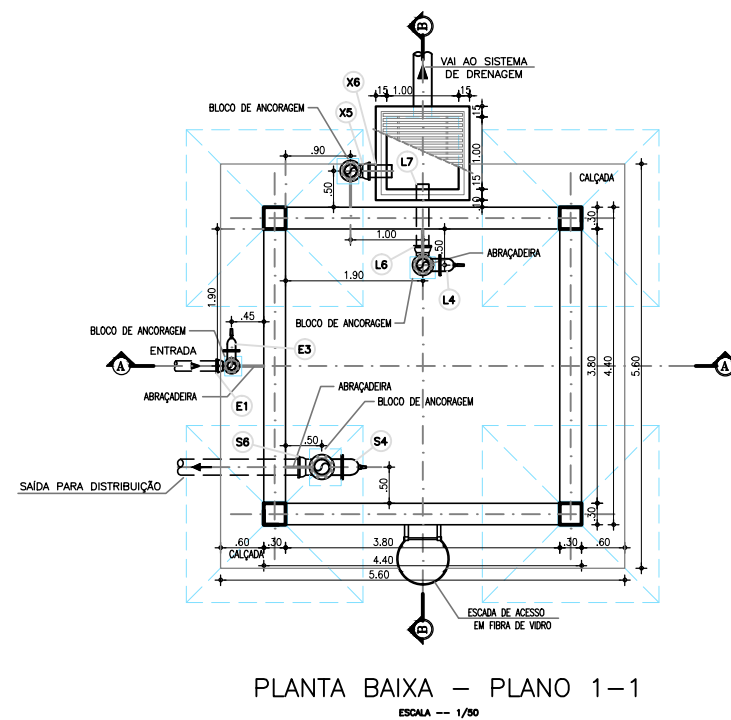 B
VAI AO SISTEMA
DE DRENAGEM
X6
.15
1.00
.15
BLOCO DE ANCORAGEM
X5
.15
.90
L7
1.00
CALÇADA
.50
.15
.10
.30
1.00
.50
ABRAÇADEIRA
L6
1.90
L4
1.90
.45
BLOCO DE ANCORAGEM
BLOCO DE ANCORAGEM
ENTRADA
E3
A
A
3.80
4.40
5.60
ABRAÇADEIRA
E1
ABRAÇADEIRA
BLOCO DE ANCORAGEM
S6
.50
S4
SAÍDA PARA DISTRIBUIÇÃO
.50
.30
.60
.30
3.80
.30
.60
CALÇADA
4.40
5.60
ESCADA DE ACESSO
EM FIBRA DE VIDRO
B
PLANTA BAIXA – PLANO 1-1
ESCALA -- 1/50